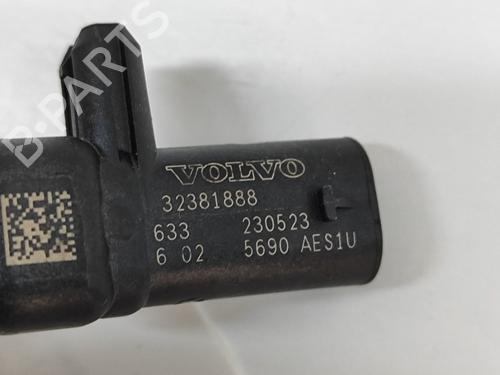 B-PARTS
VOLVO
32381888
633 230523
6 02 5690 AES1U